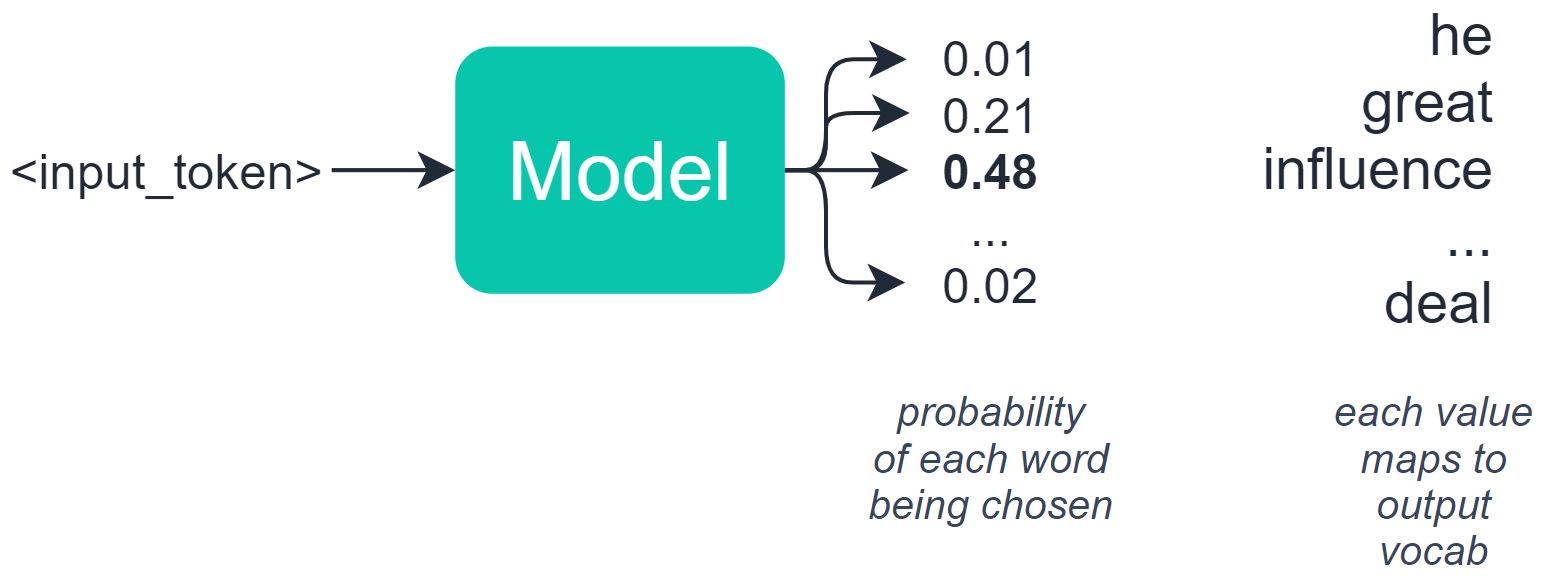 <input_token>
Model
0.01
0.21
0.48
...
0.02
he
great
influence
...
deal
probability
of each word
being chosen
each value
maps to
output
vocab